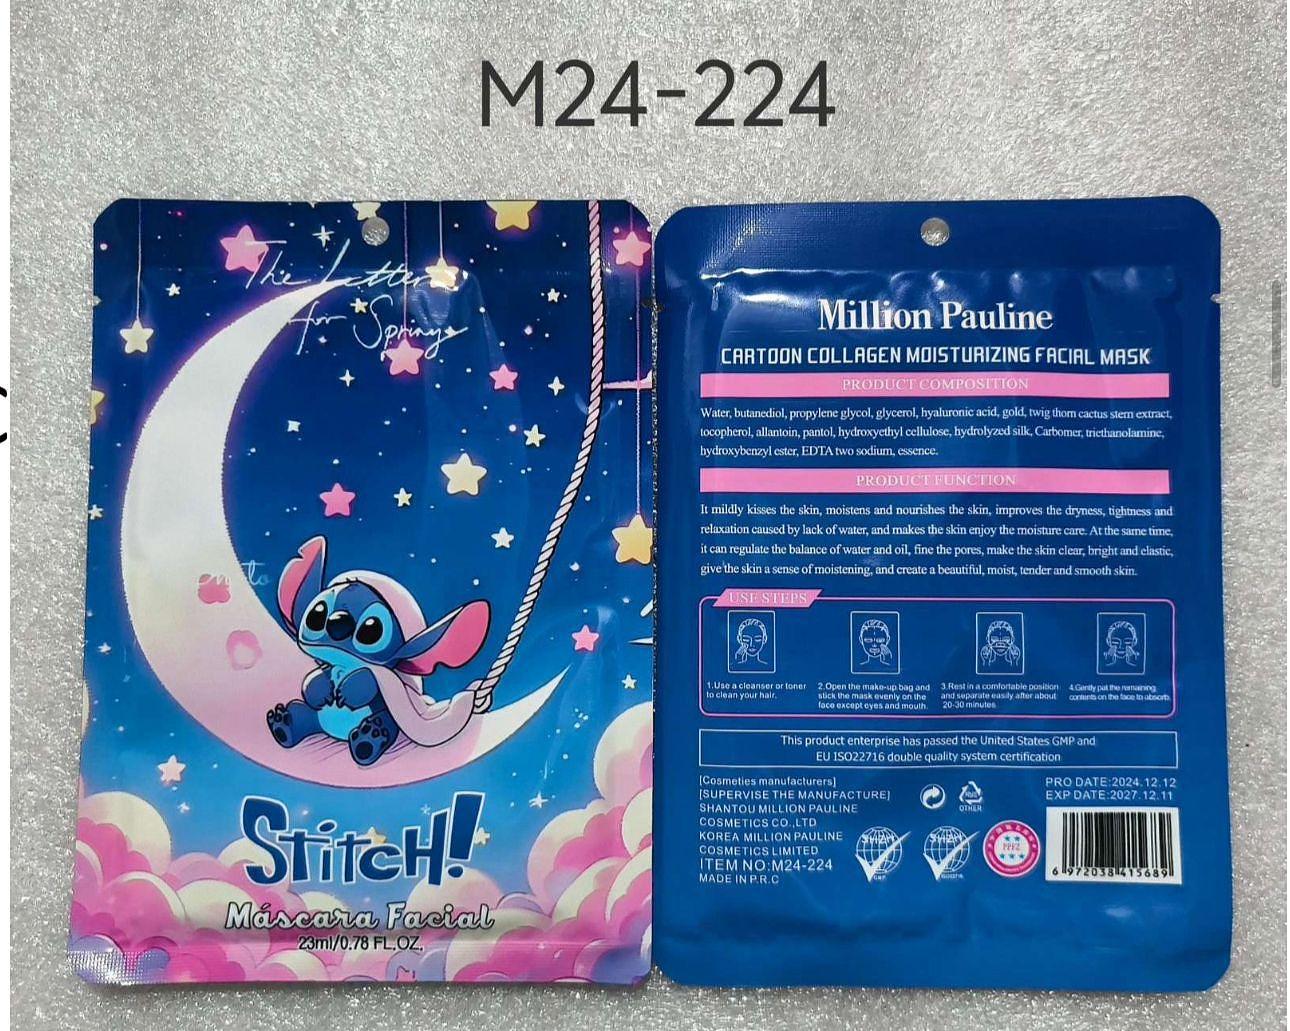 M24-224
The Letter
for Spring
STITCH!
Máscara Facial
23ml/0.78 FL.OZ.
Million Pauline
CARTOON COLLAGEN MOISTURIZING FACIAL MASK
PRODUCT COMPOSITION
Water, butanediol, propylene glycol, glycerol, hyaluronic acid, gold, twig thorn cactus stem extract,
tocopherol, allantoin, pantol, hydroxyethyl cellulose, hydrolyzed silk, Carbomer, triethanolamine,
hydroxybenzyl ester, EDTA two sodium, essence.
PRODUCT FUNCTION
It mildly kisses the skin, moistens and nourishes the skin, improves the dryness, tightness and
relaxation caused by lack of water, and makes the skin enjoy the moisture care. At the same time,
it can regulate the balance of water and oil, fine the pores, make the skin clear, bright and elastic,
give the skin a sense of moistening, and create a beautiful, moist, tender and smooth skin.
USE STEPS
1.Use a cleanser or toner
to clean your hair.
2.Open the make-up bag and
stick the mask evenly on the
face except eyes and mouth.
3.Rest in a comfortable position
and separate easily after about
20-30 minutes
4.Gently pat the remaining
contents on the face to absorb.
This product enterprise has passed the United States GMP and
EU ISO22716 double quality system certification
[Cosmeties manufacturers]
[SUPERVISE THE MANUFACTURE]
SHANTOU MILLION PAULINE
COSMETICS CO.,LTD
KOREA MILLION PAULINE
COSMETICS LIMITED
ITEM NO:M24-224
MADE IN P.R.C
OTHER
PRO DATE:2024.12.12
EXP DATE:2027.12.11
GMP
PPFZ
6 972038 415689